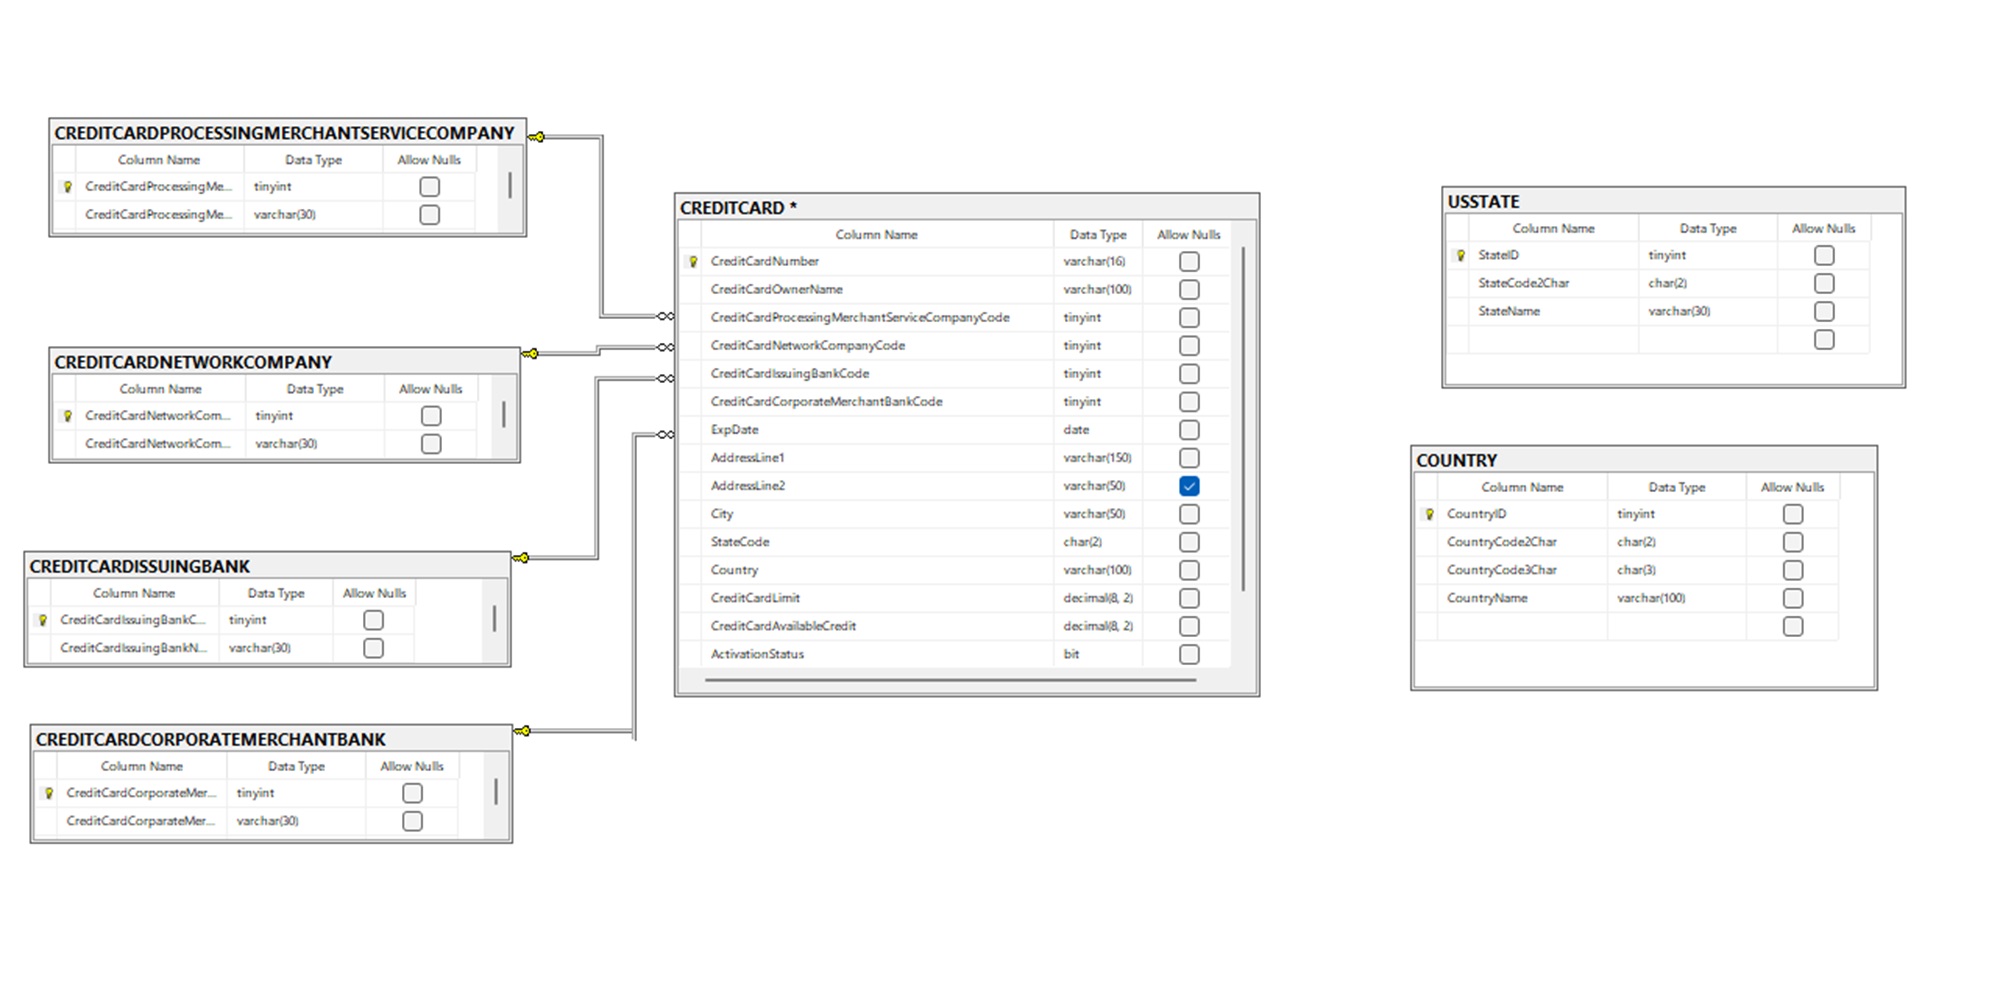 CREDITCARDPROCESSINGMERCHANTSERVICECOMPANY
Column Name Data Type Allow Nulls
CreditCardProcessingMe... tinyint
CreditCardProcessingMe... varchar(30)
CREDITCARDNETWORKCOMPANY
Column Name Data Type Allow Nulls
CreditCardNetworkCom... tinyint
CreditCardNetworkCom... varchar(30)
CREDITCARDISSUINGBANK
Column Name Data Type Allow Nulls
CreditCardIssuingBankC... tinyint
CreditCardIssuingBankN... varchar(30)
CREDITCARDCORPORATEMERCHANTBANK
Column Name Data Type Allow Nulls
CreditCardCorporateMer... tinyint
CreditCardCorparateMer... varchar(30)
CREDITCARD *
Column Name Data Type Allow Nulls
CreditCardNumber varchar(16)
CreditCardOwnerName varchar(100)
CreditCardProcessingMerchantServiceCompanyCode tinyint
CreditCardNetworkCompanyCode tinyint
CreditCardIssuingBankCode tinyint
CreditCardCorporateMerchantBankCode tinyint
ExpDate date
AddressLine1 varchar(150)
AddressLine2 varchar(50)
City varchar(50)
StateCode char(2)
Country varchar(100)
CreditCardLimit decimal(8, 2)
CreditCardAvailableCredit decimal(8, 2)
ActivationStatus bit
USSTATE
Column Name Data Type Allow Nulls
StateID tinyint
StateCode2Char char(2)
StateName varchar(30)
COUNTRY
Column Name Data Type Allow Nulls
CountryID tinyint
CountryCode2Char char(2)
CountryCode3Char char(3)
CountryName varchar(100)